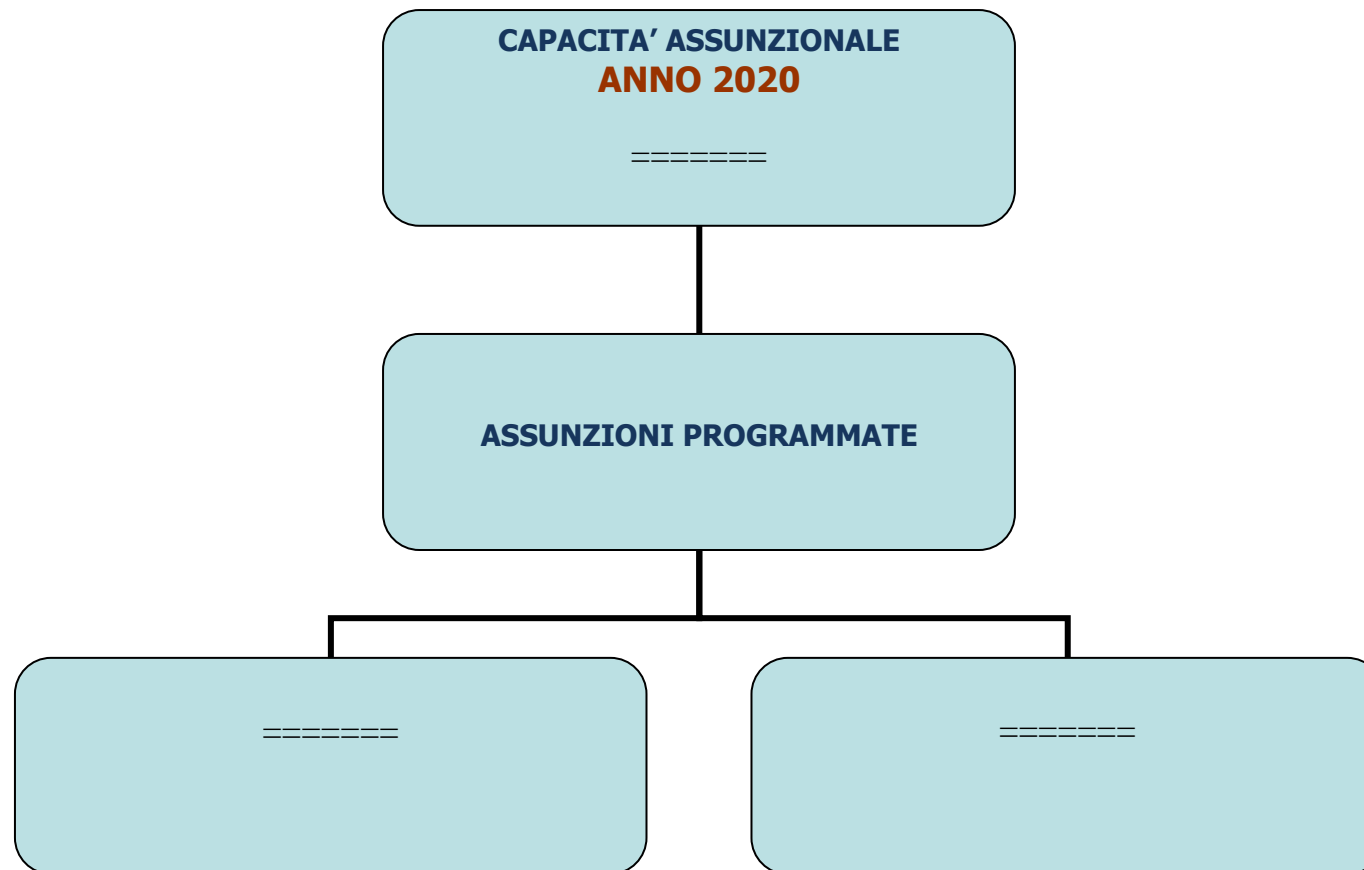 CAPACITA’ ASSUNZIONALE
ANNO 2020
=======
ASSUNZIONI PROGRAMMATE
=======
=======